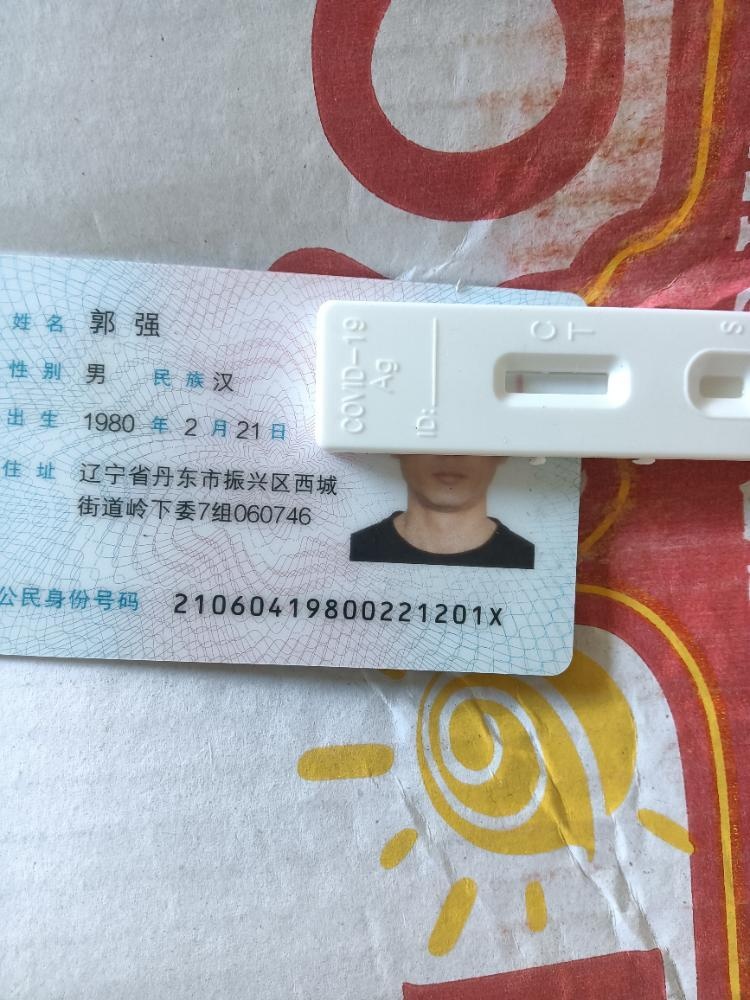 姓名 郭强
性别 男 民族 汉
出生 1980 年 2 月 21 日
住址 辽宁省丹东市振兴区西城
街道岭下委7组060746
公民身份号码 21060419800221201X
COVID-19
Ag
ID:
C
T
S